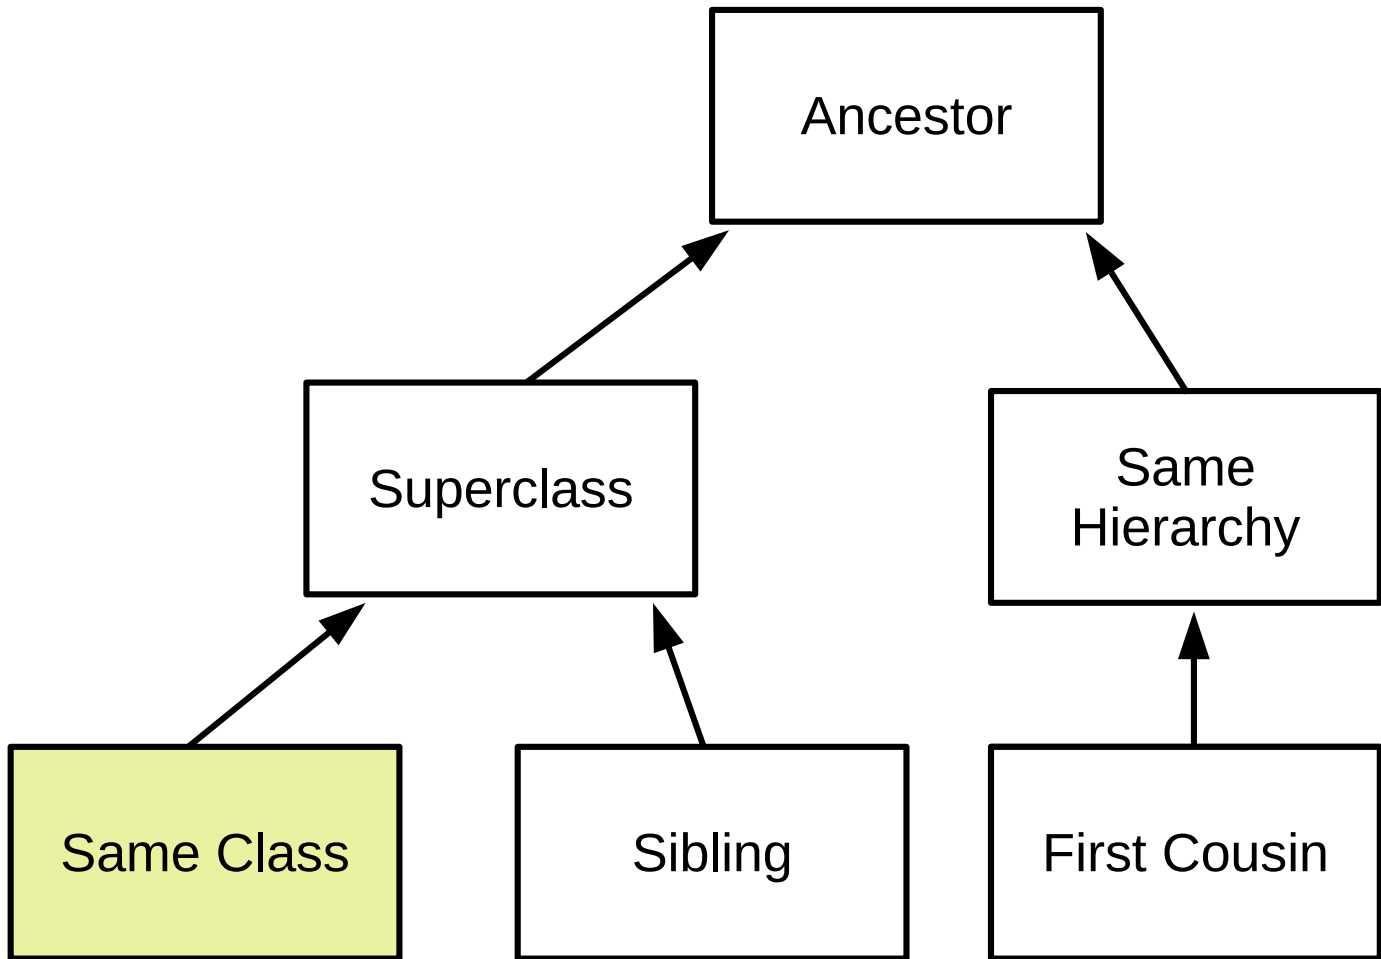 Ancestor
Superclass
Same
Hierarchy
Same Class
Sibling
First Cousin